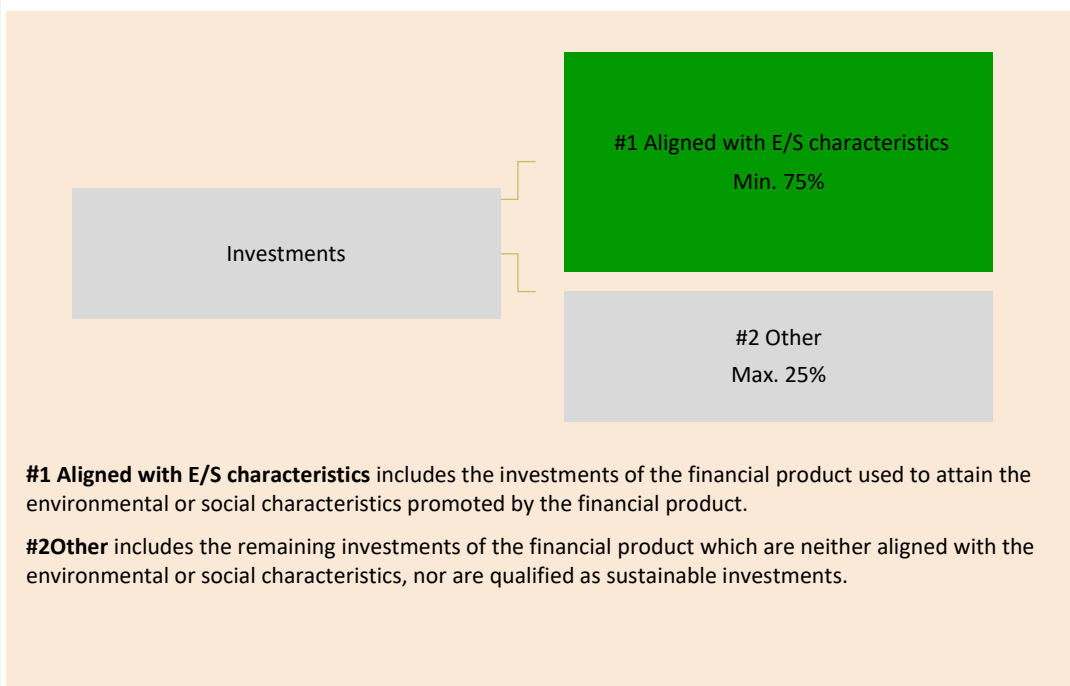 #1 Aligned with E/S characteristics
Min. 75%
Investments
#2 Other
Max. 25%
#1 Aligned with E/S characteristics includes the investments of the financial product used to attain the
environmental or social characteristics promoted by the financial product.
#2Other includes the remaining investments of the financial product which are neither aligned with the
environmental or social characteristics, nor are qualified as sustainable investments.